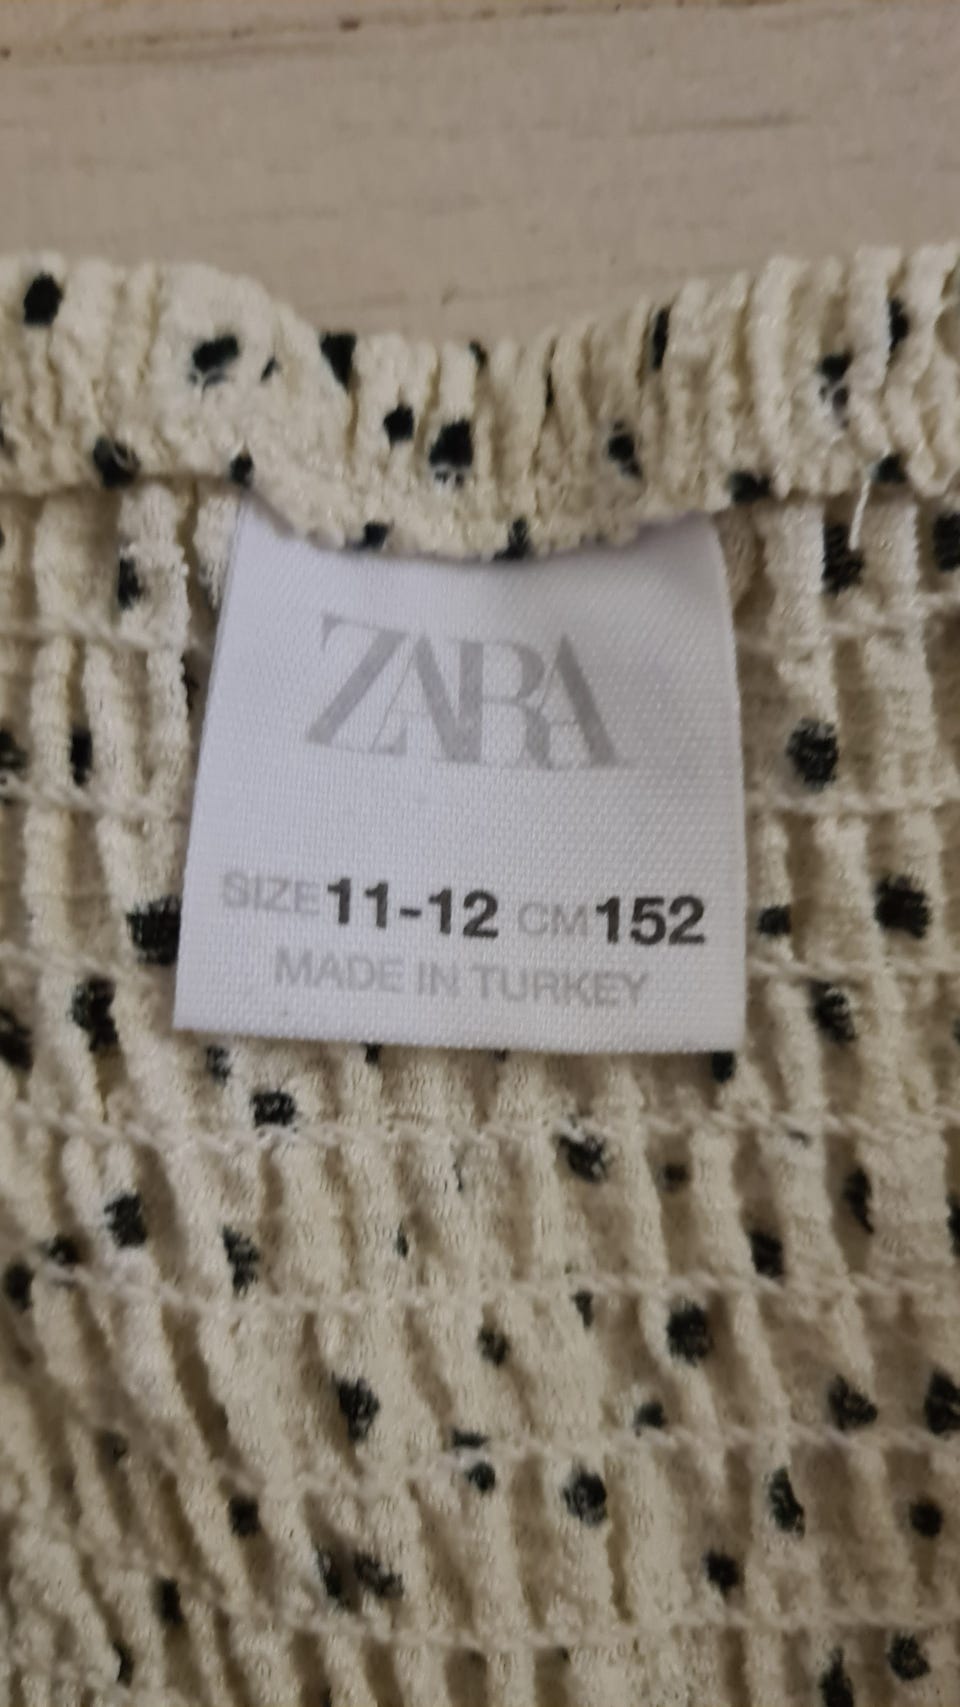 ZARA
SIZE 11-12 CM 152
MADE IN TURKEY